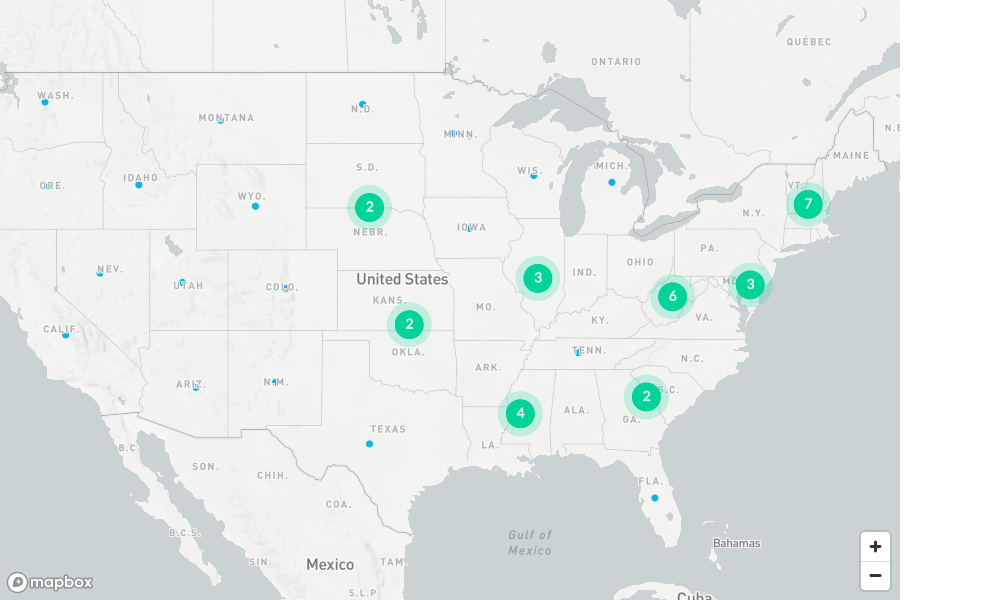 QUÉBEC
ONTARIO
WASH.
N.D.
MONTANA
MINN.
N.B
MAINE
S.D.
WIS.
MICH.
ORE.
IDAHO
VT.
WYO.
2
7
N.Y.
NEBR.
IOWA
PA.
OHIO
NEV.
IND.
United States
3
UTAH
COLO.
MD.
3
6
KANS.
MO.
KY.
VA.
CALIF.
2
OKLA.
TENN.
N.C.
ARK.
ARIZ.
N.M.
S.C.
2
4
ALA.
GA.
TEXAS
LA.
B.C.
SON.
CHIH.
FLA.
COA.
B.C.S.
Gulf of
Mexico
Bahamas
+
SIN.
Mexico
TAM.
−
mapbox
S.L.P.
Cuba